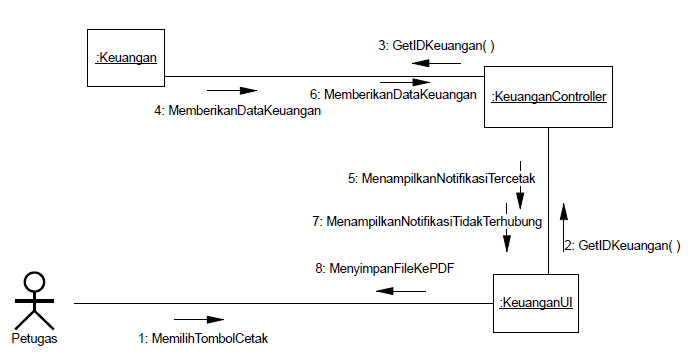 3: GetIDKeuangan( )
:Keuangan
6: MemberikanDataKeuangan
:KeuanganController
4: MemberikanDataKeuangan
5: MenampilkanNotifikasiTercetak
7: MenampilkanNotifikasiTidakTerhubung
2: GetIDKeuangan( )
8: MenyimpanFileKePDF
:KeuanganUI
Petugas
1: MemilihTombolCetak